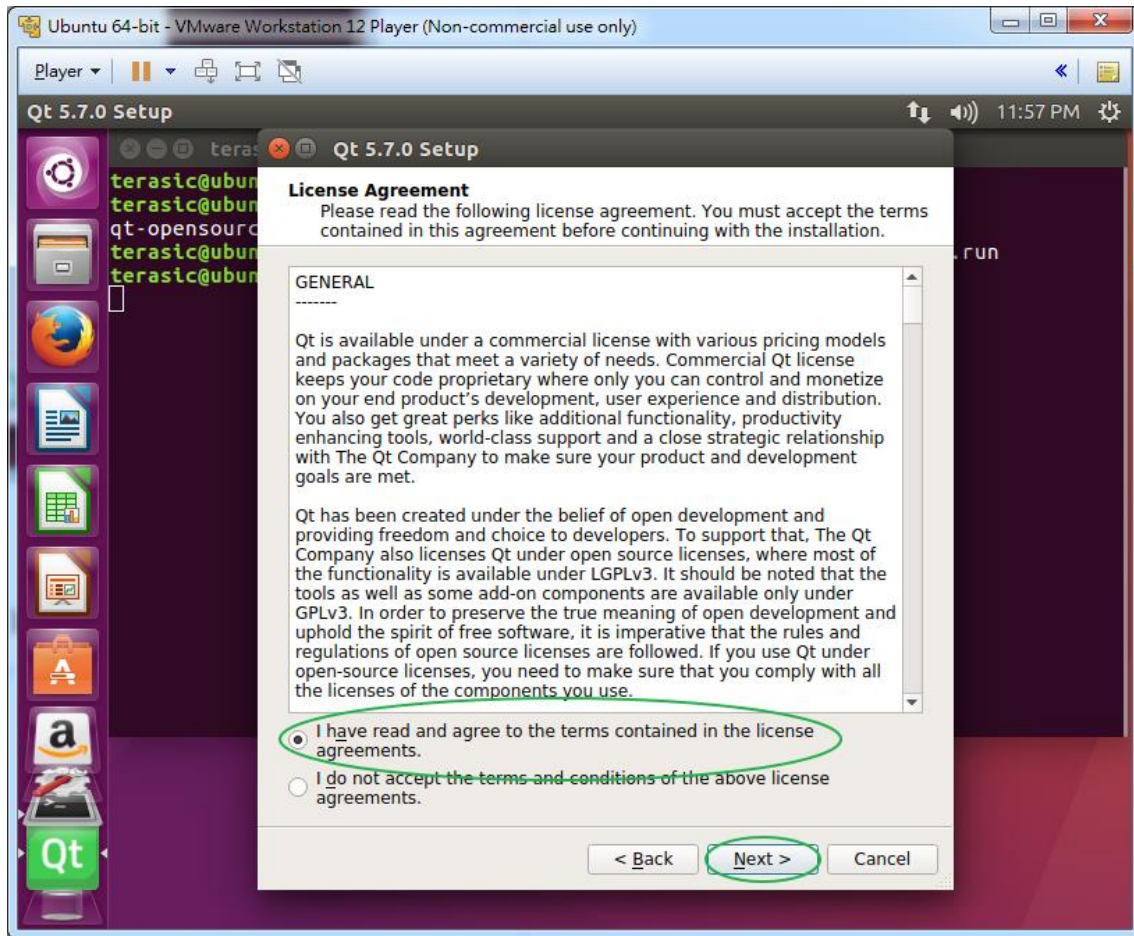 Ubuntu 64-bit - VMware Workstation 12 Player (Non-commercial use only)
Player
Qt 5.7.0 Setup
11:57 PM
teras
Qt 5.7.0 Setup
terasic@ubun
terasic@ubun
qt-opensourc
terasic@ubun
.run
terasic@ubun
License Agreement
Please read the following license agreement. You must accept the terms
contained in this agreement before continuing with the installation.
GENERAL
-------
Qt is available under a commercial license with various pricing models
and packages that meet a variety of needs. Commercial Qt license
keeps your code proprietary where only you can control and monetize
on your end product’s development, user experience and distribution.
You also get great perks like additional functionality, productivity
enhancing tools, world-class support and a close strategic relationship
with The Qt Company to make sure your product and development
goals are met.
Qt has been created under the belief of open development and
providing freedom and choice to developers. To support that, The Qt
Company also licenses Qt under open source licenses, where most of
the functionality is available under LGPLv3. It should be noted that the
tools as well as some add-on components are available only under
GPLv3. In order to preserve the true meaning of open development and
uphold the spirit of free software, it is imperative that the rules and
regulations of open source licenses are followed. If you use Qt under
open-source licenses, you need to make sure that you comply with all
the licenses of the components you use.
I have read and agree to the terms contained in the license
agreements.
I do not accept the terms and conditions of the above license
agreements.
< Back
Next >
Cancel
a
Qt